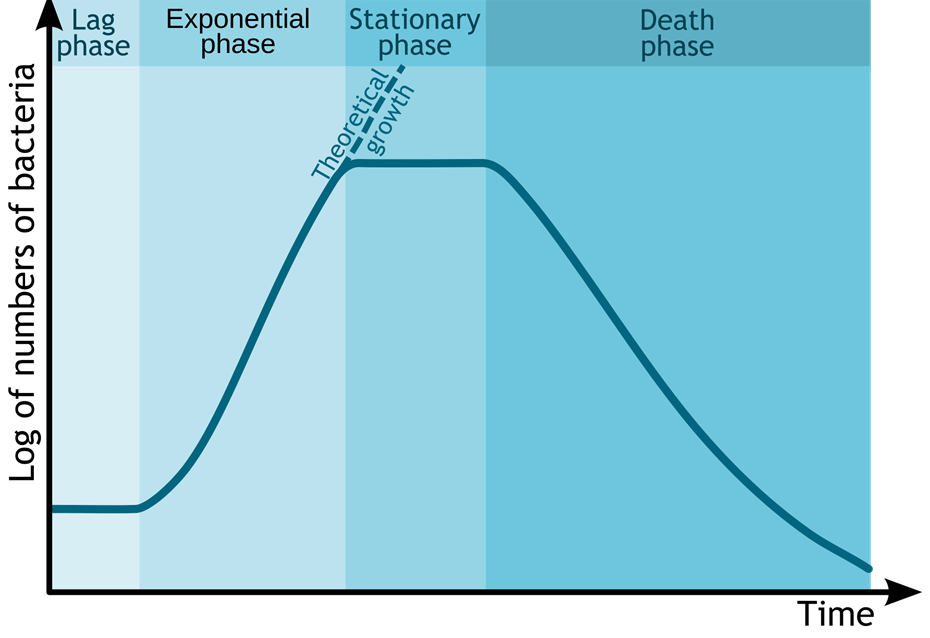 Lag
phase
Exponential
phase
Stationary
phase
Death
phase
Theoretical
growth
Log of numbers of bacteria
Time